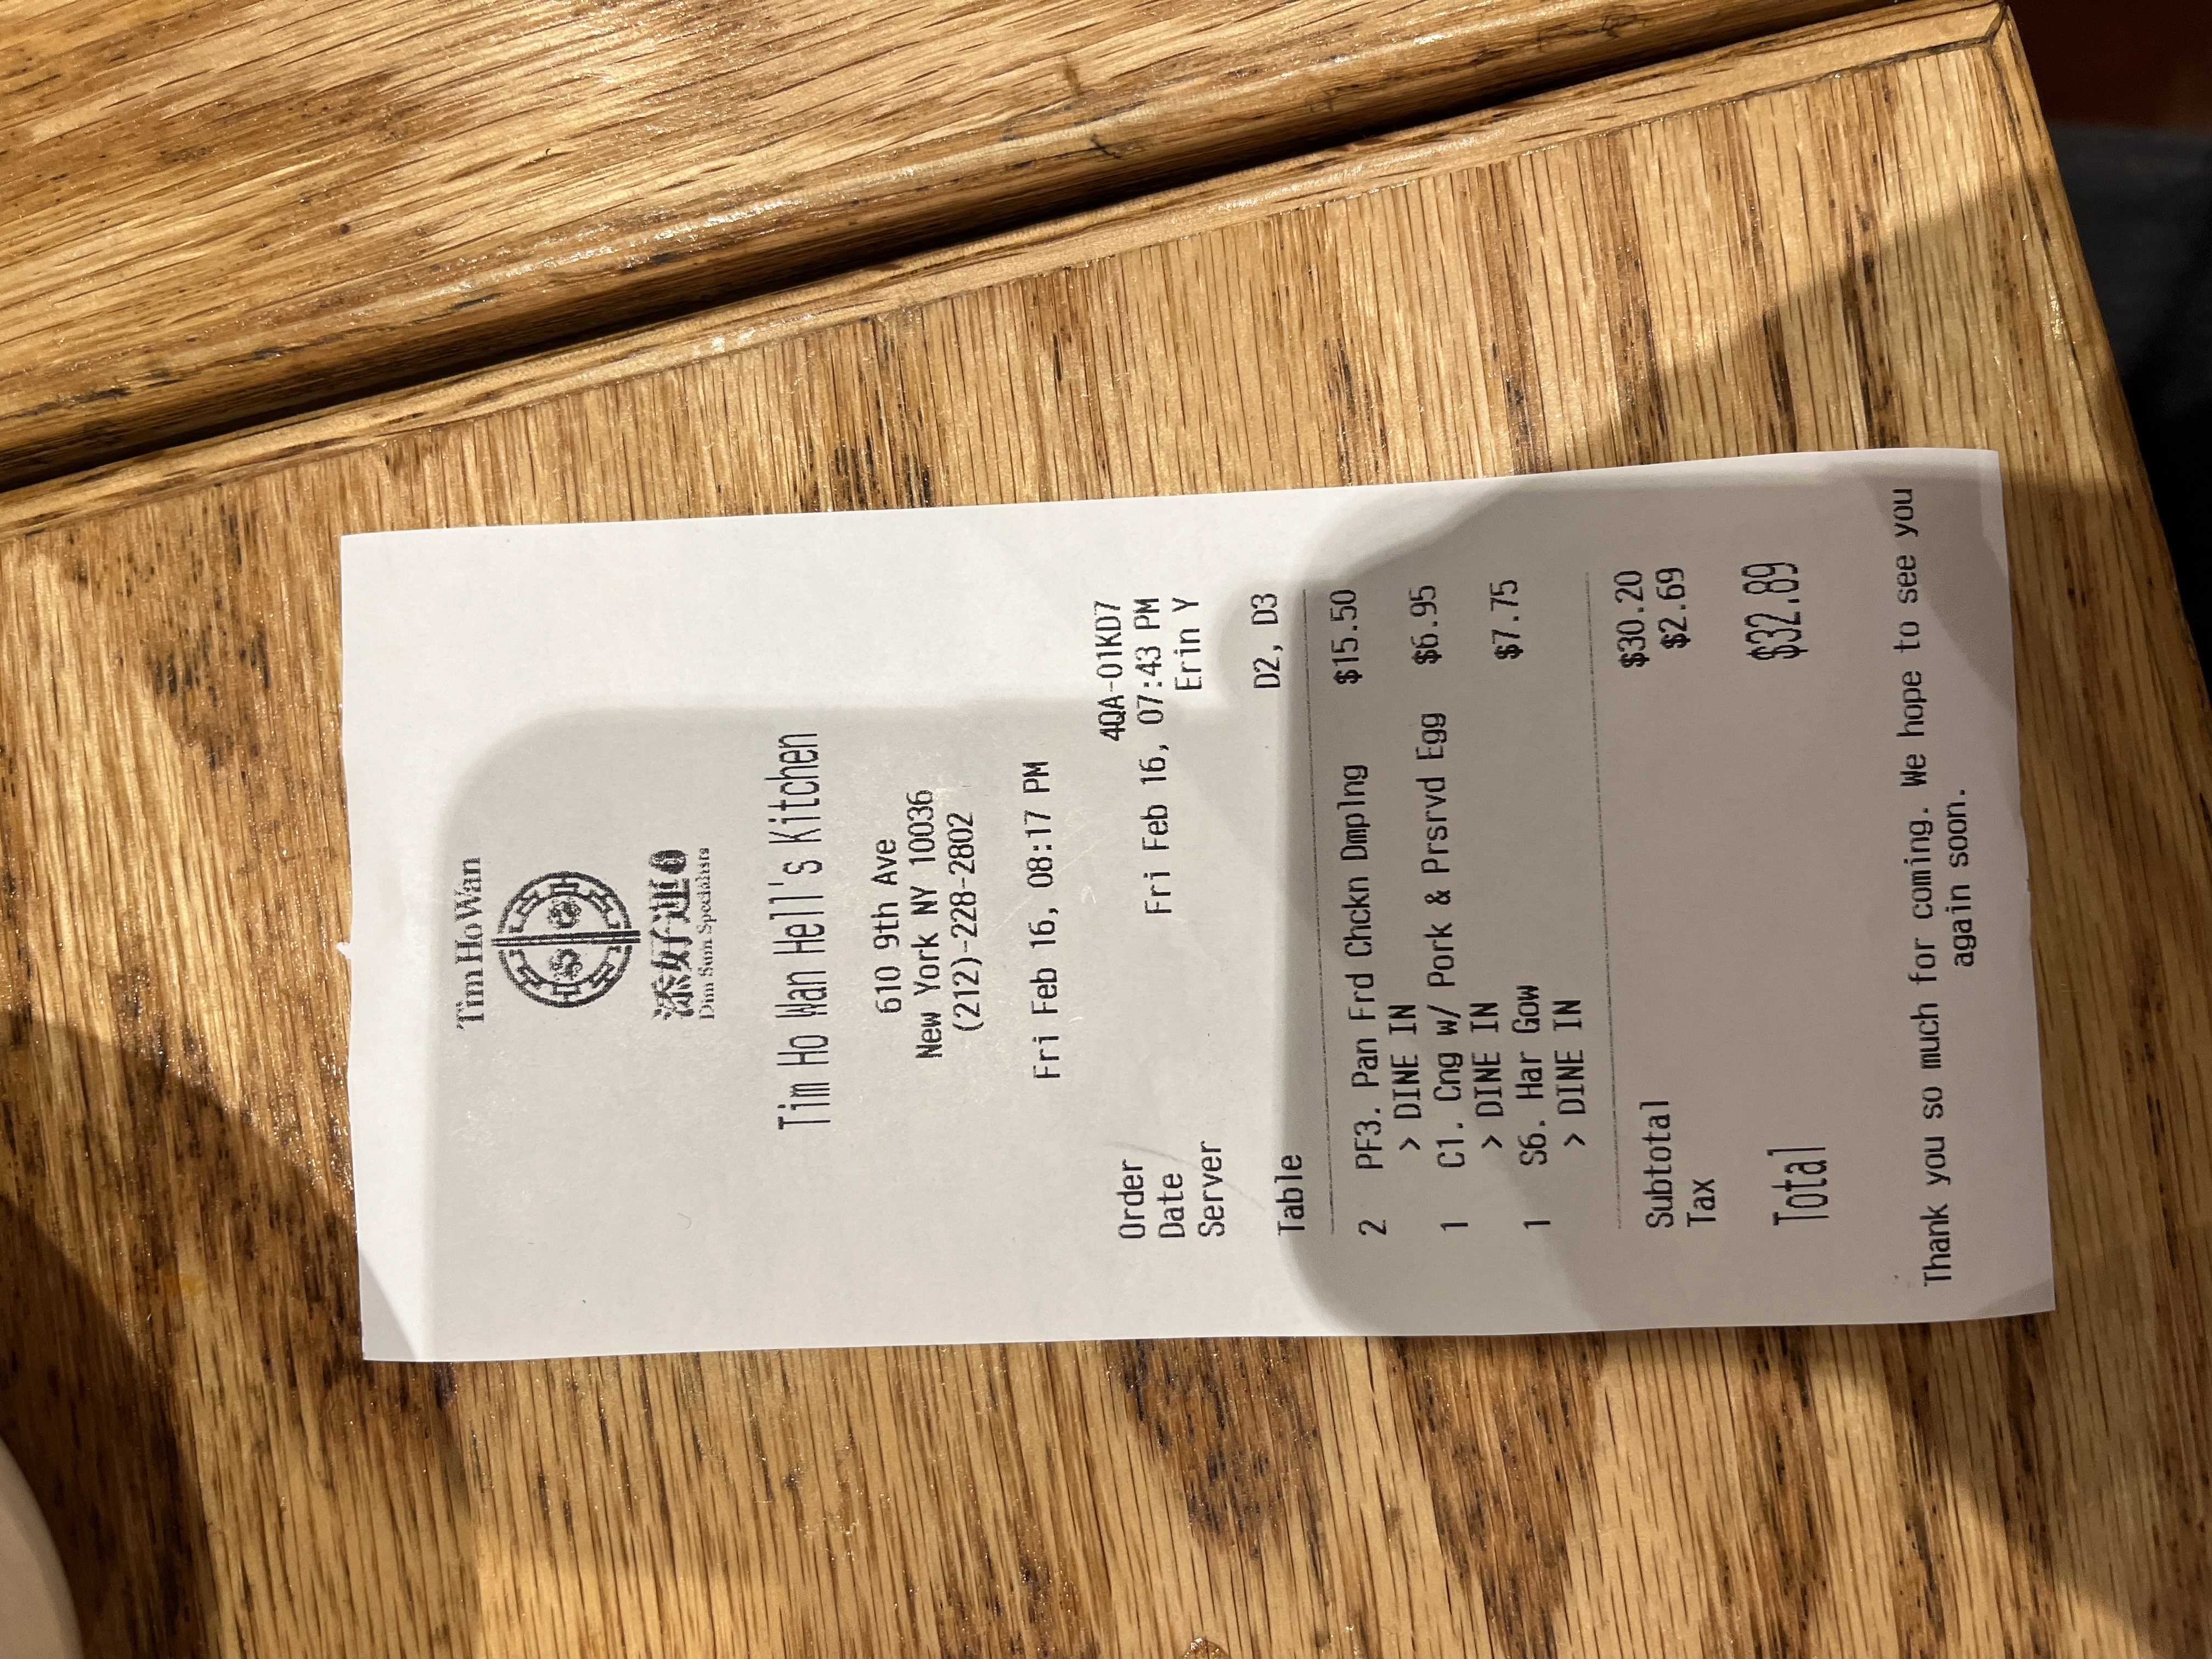 Tim Ho Wan
添好運
Dim Sum Specialists
Tim Ho Wan Hell's Kitchen
610 9th Ave
New York NY 10036
(212)-228-2802
Fri Feb 16, 08:17 PM
Order 4QA-01KD7
Date Fri Feb 16, 07:43 PM
Server Erin Y
Table D2, D3
2 PF3. Pan Frd Chckn Dmplng $15.50
> DINE IN
1 C1. Cng w/ Pork & Prsrvd Egg $6.95
> DINE IN
1 S6. Har Gow $7.75
> DINE IN
Subtotal $30.20
Tax $2.69
Total $32.89
Thank you so much for coming. We hope to see you
again soon.